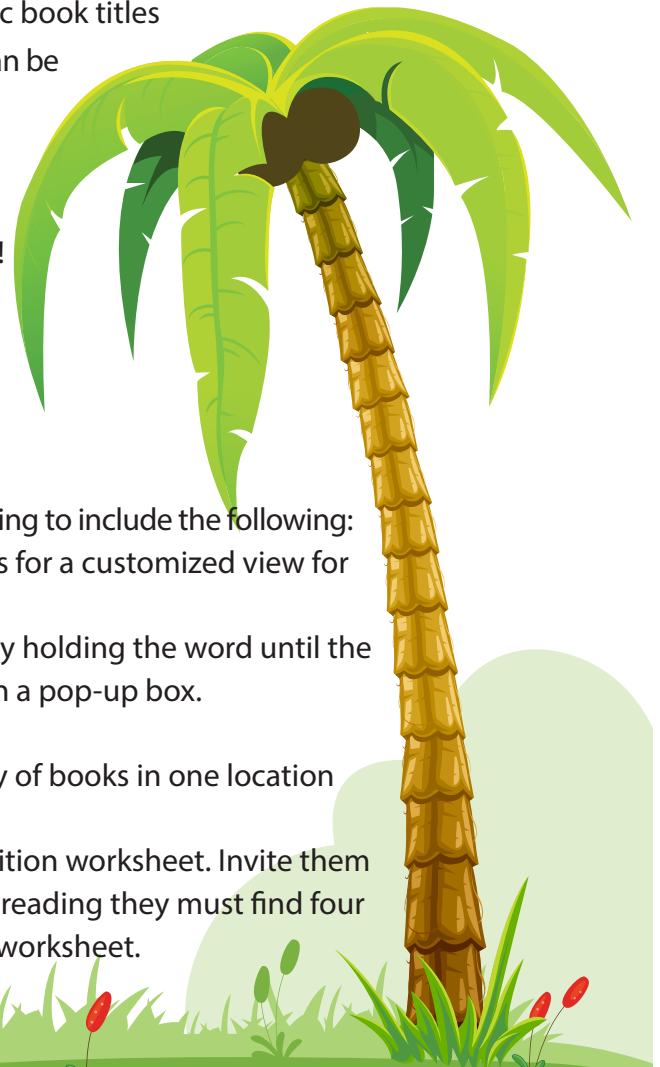 c book titles
n be
!
ing to include the following:
s for a customized view for
y holding the word until the
n a pop-up box.
y of books in one location
ition worksheet. Invite them
reading they must find four
worksheet.